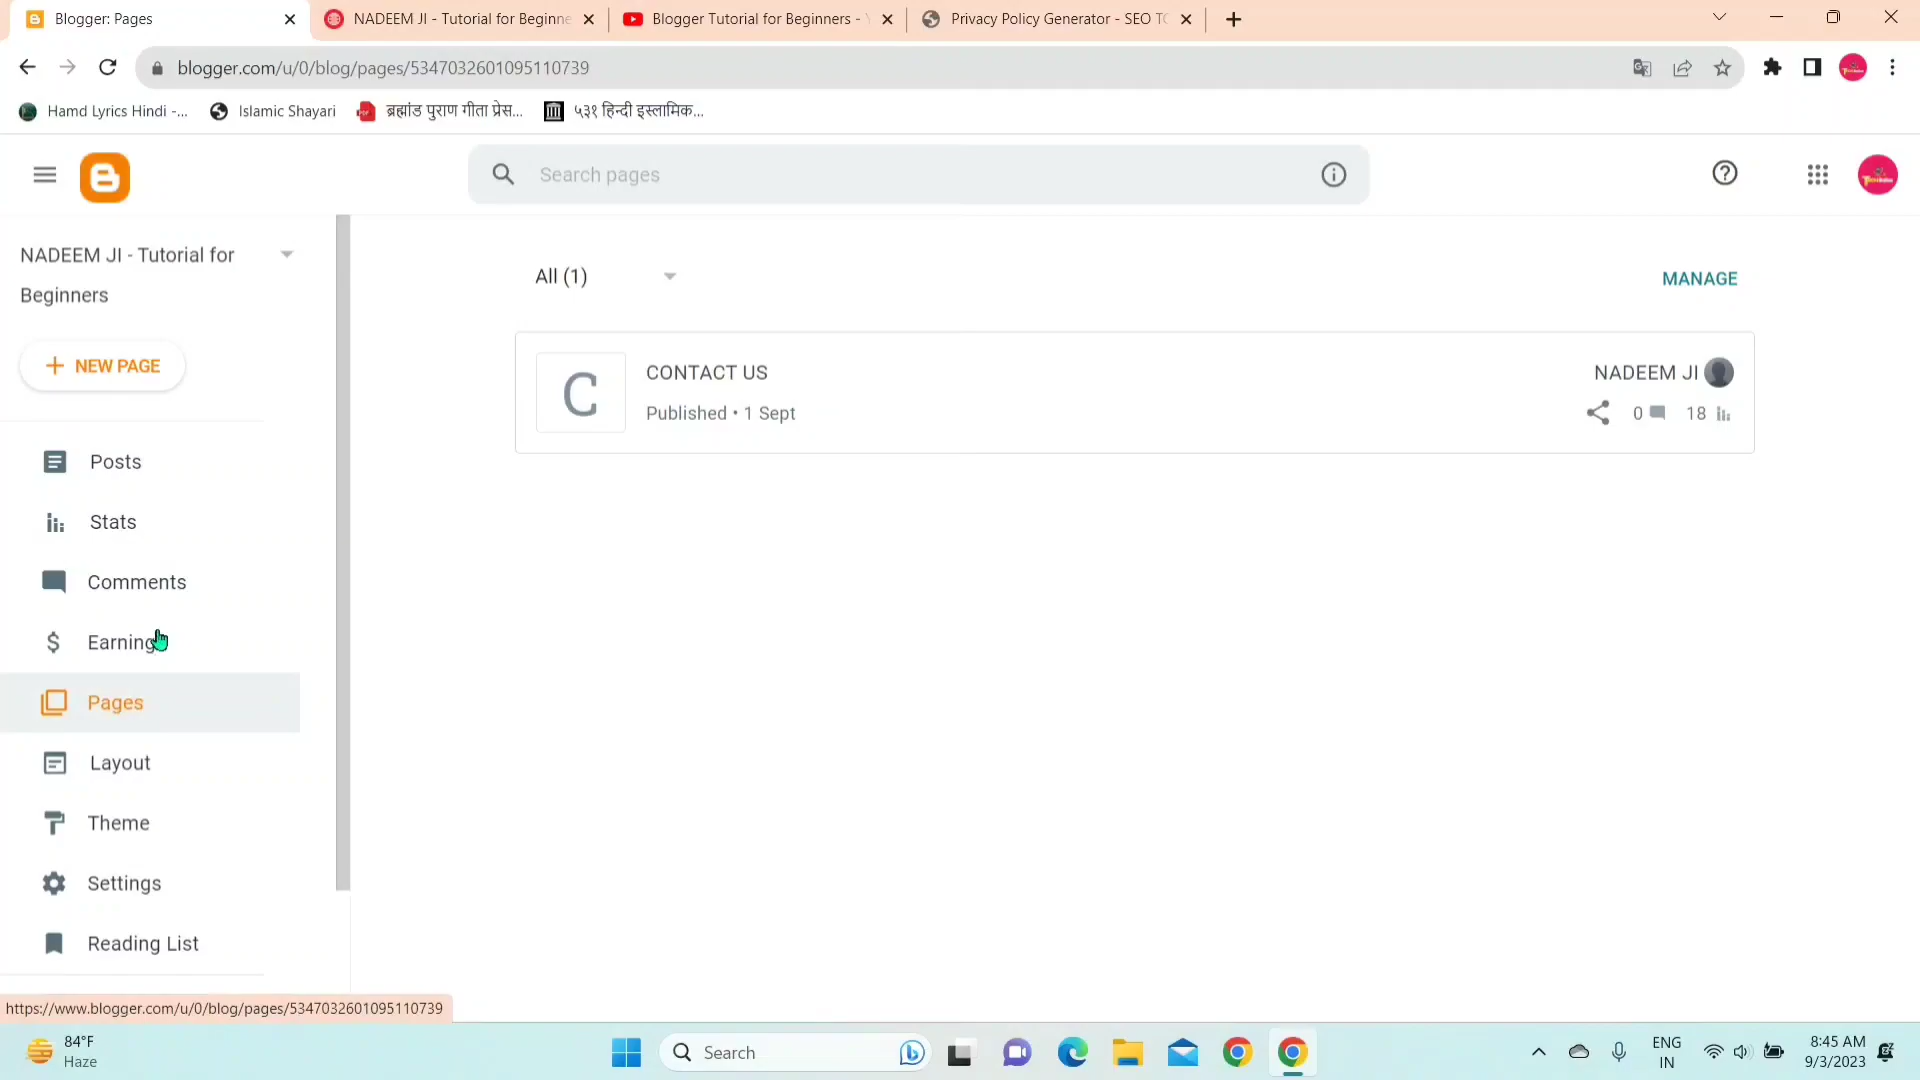 Blogger: Pages
NADEEM JI - Tutorial for Beginne
Blogger Tutorial for Beginners -
Privacy Policy Generator - SEO TO
blogger.com/u/0/blog/pages/5347032601095110739
Hamd Lyrics Hindi -...
Islamic Shayari
ब्रह्मांड पुराण गीता प्रेस...
५३१ हिन्दी इस्लामिक...
Search pages
NADEEM JI - Tutorial for
Beginners
NEW PAGE
All (1)
MANAGE
C
CONTACT US
Published • 1 Sept
NADEEM JI
0
18
Posts
Stats
Comments
Earning
Pages
Layout
Theme
Settings
Reading List
https://www.blogger.com/u/0/blog/pages/5347032601095110739
84°F
Haze
Search
ENG
IN
8:45 AM
9/3/2023